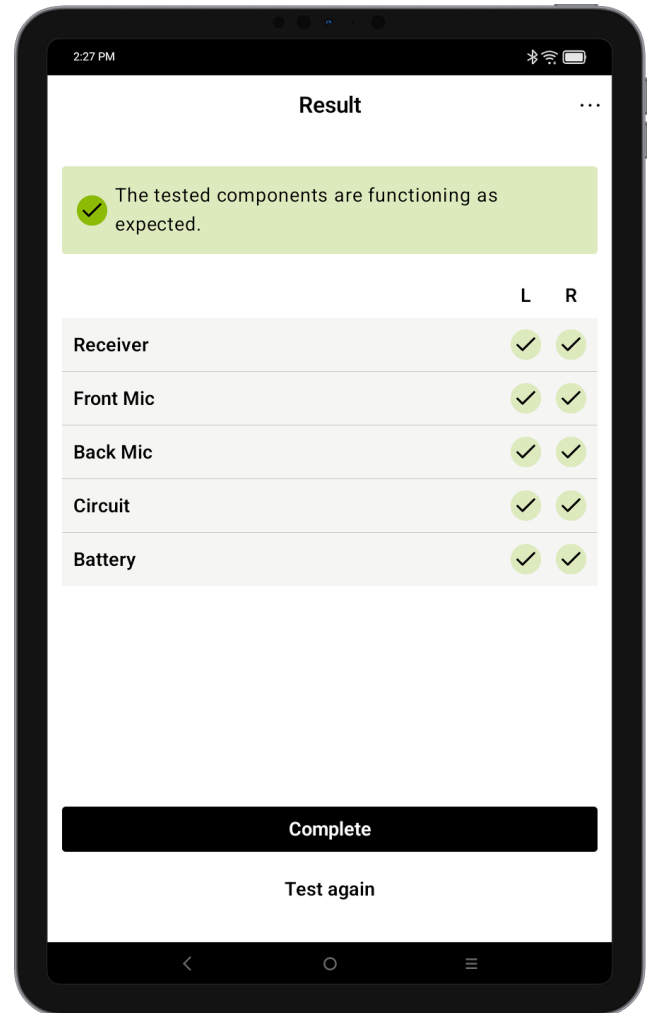 2:27 PM
Result
The tested components are functioning as
expected.
L R
Receiver
Front Mic
Back Mic
Circuit
Battery
Complete
Test again